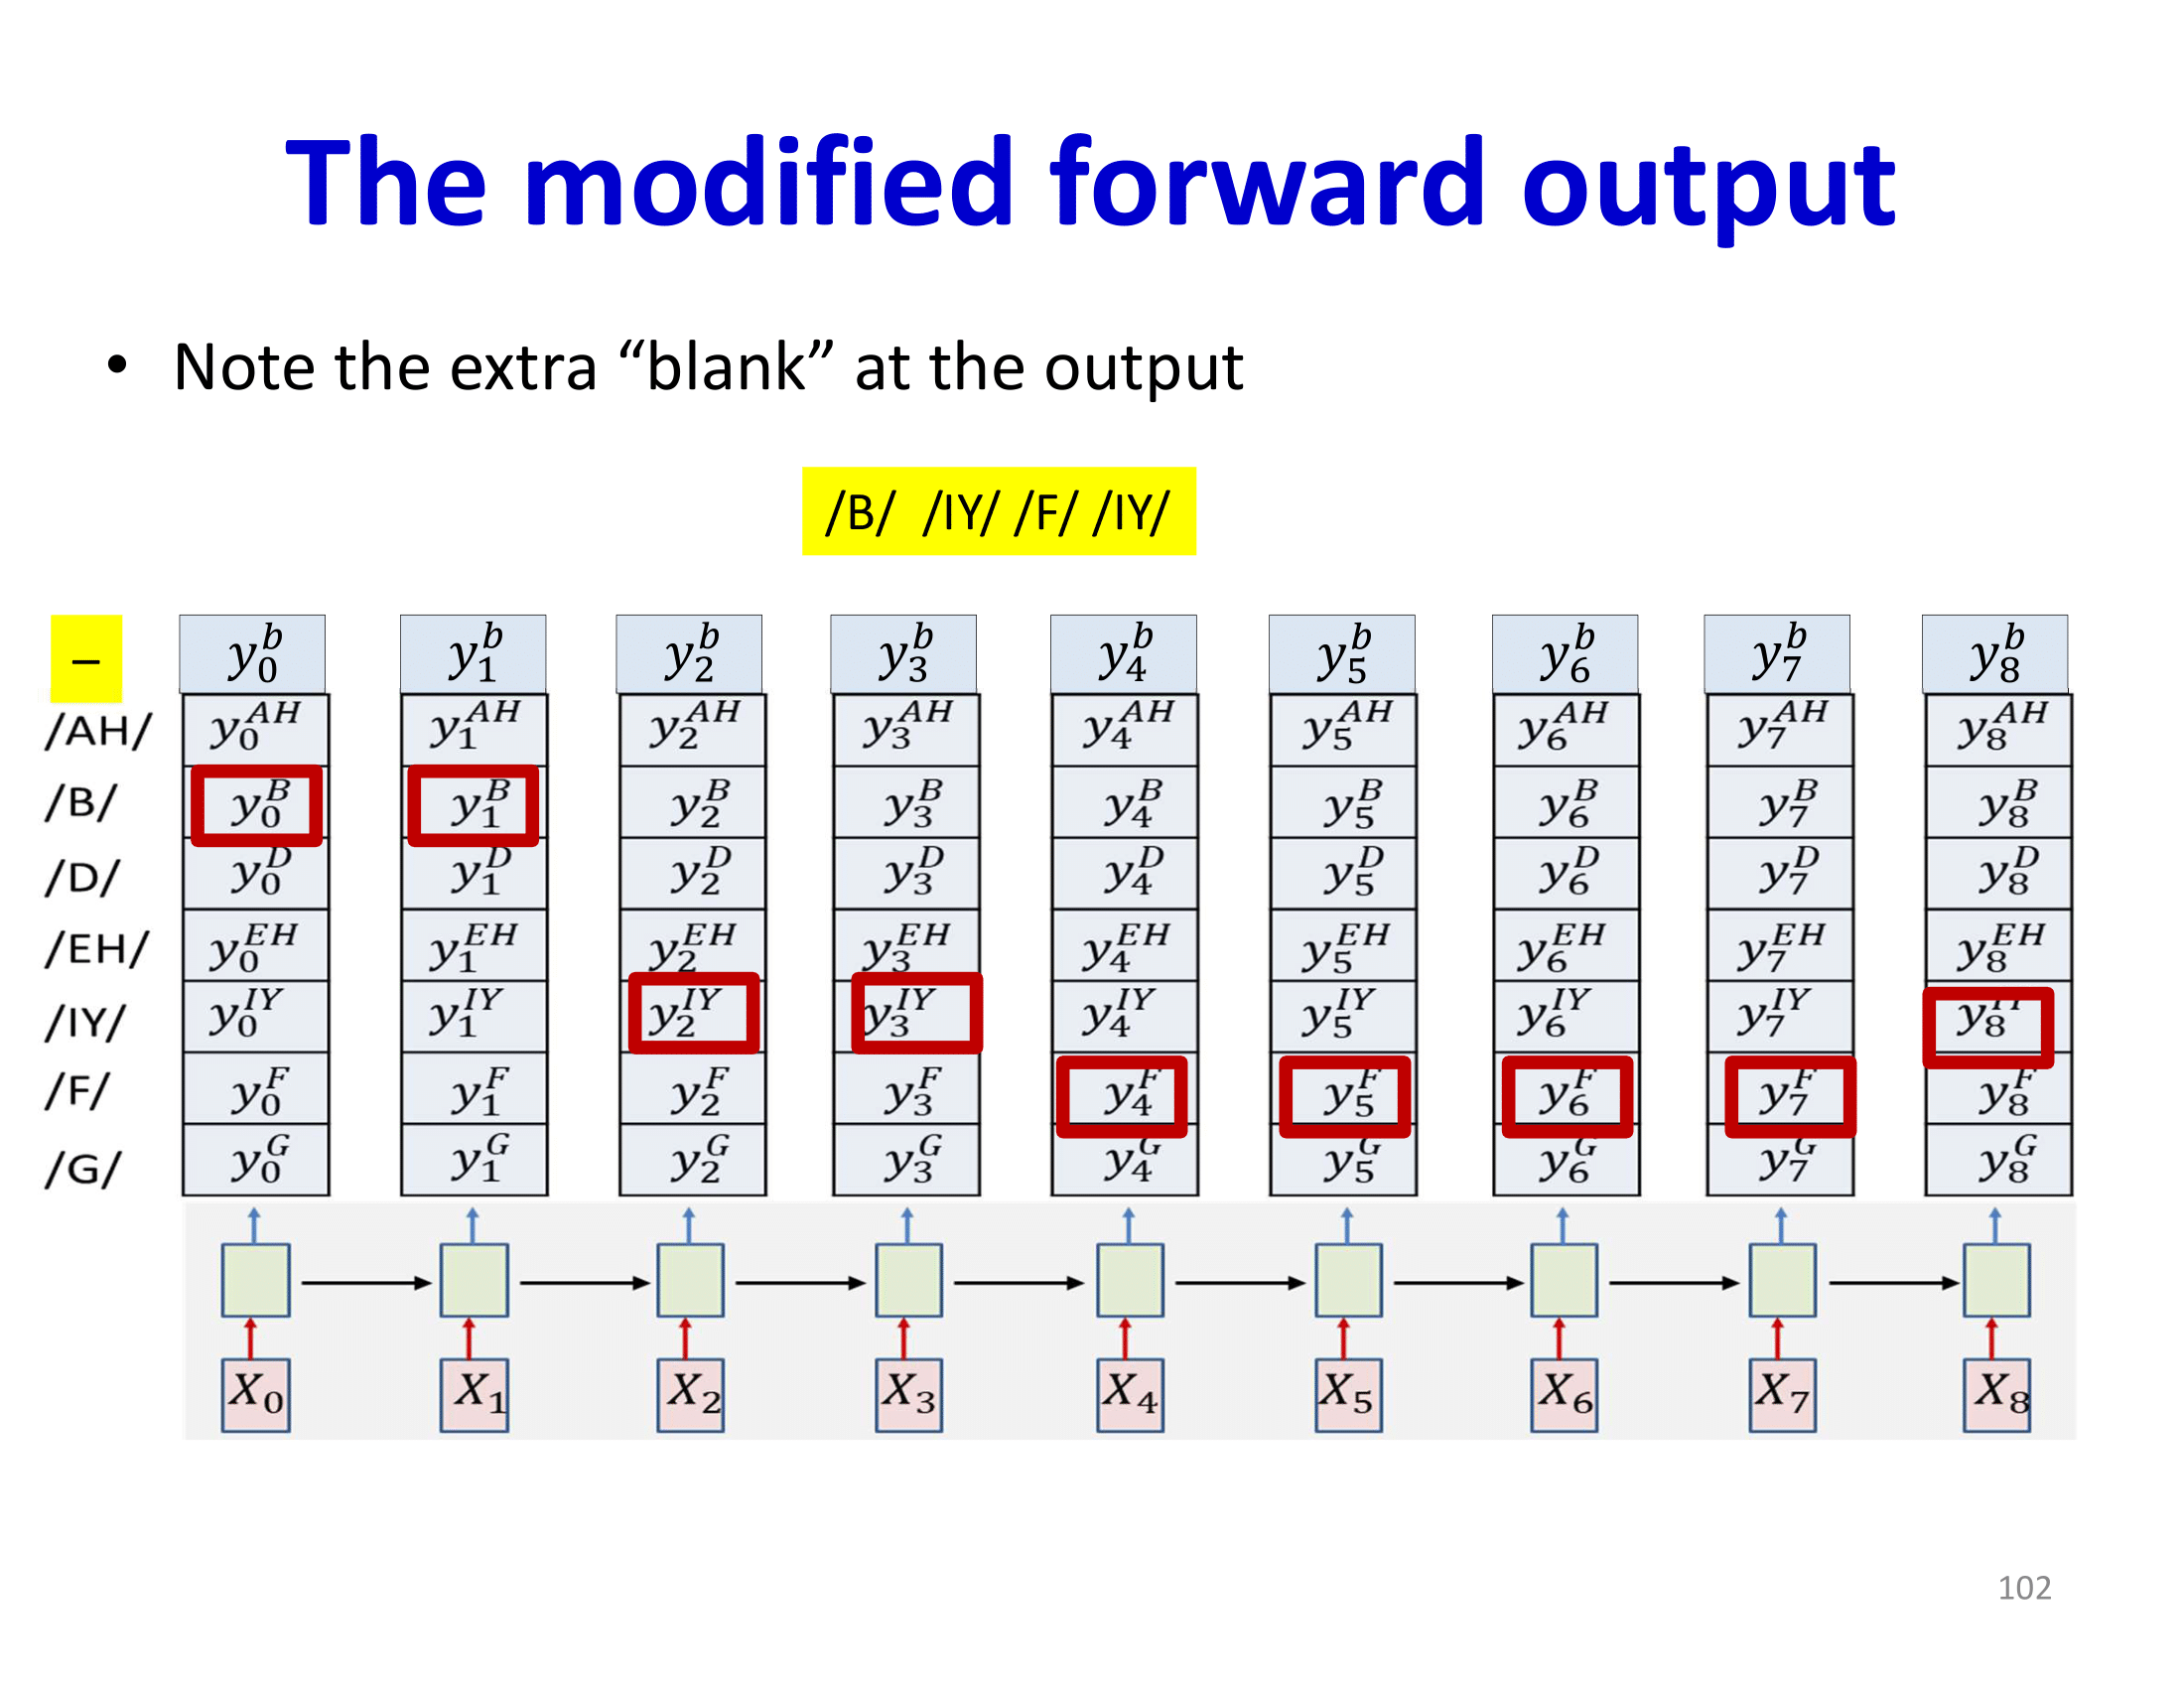 The modified forward output
• Note the extra “blank” at the output
/B/ /IY/ /F/ /IY/
– y_0^b y_1^b y_2^b y_3^b y_4^b y_5^b y_6^b y_7^b y_8^b
/AH/ y_0^AH y_1^AH y_2^AH y_3^AH y_4^AH y_5^AH y_6^AH y_7^AH y_8^AH
/B/ y_0^B y_1^B y_2^B y_3^B y_4^B y_5^B y_6^B y_7^B y_8^B
/D/ y_0^D y_1^D y_2^D y_3^D y_4^D y_5^D y_6^D y_7^D y_8^D
/EH/ y_0^EH y_1^EH y_2^EH y_3^EH y_4^EH y_5^EH y_6^EH y_7^EH y_8^EH
/IY/ y_0^IY y_1^IY y_2^IY y_3^IY y_4^IY y_5^IY y_6^IY y_7^IY y_8^IY
/F/ y_0^F y_1^F y_2^F y_3^F y_4^F y_5^F y_6^F y_7^F y_8^F
/G/ y_0^G y_1^G y_2^G y_3^G y_4^G y_5^G y_6^G y_7^G y_8^G
X_0 X_1 X_2 X_3 X_4 X_5 X_6 X_7 X_8
102